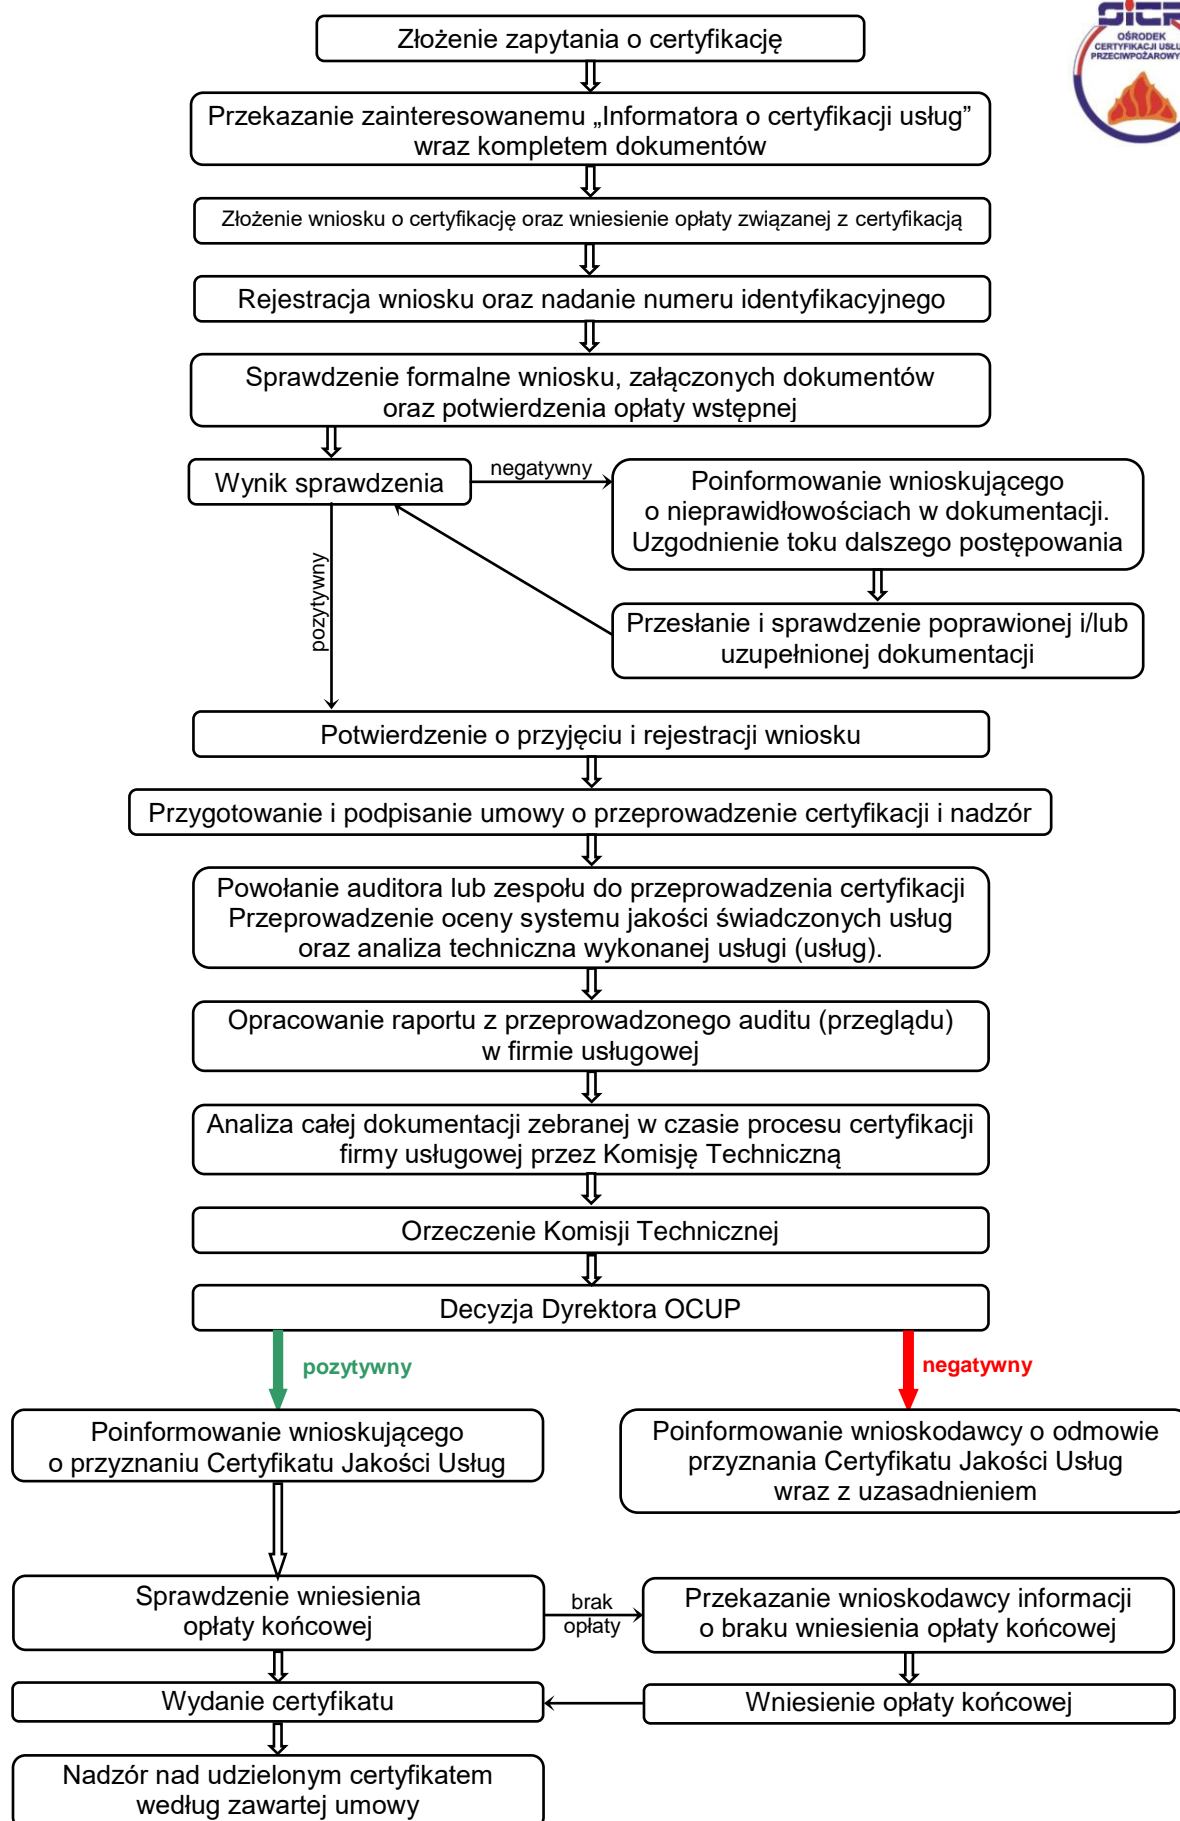 SICP
OŚRODEK
CERTYFIKACJI USŁU
PRZECIWPOŻAROWY
Złożenie zapytania o certyfikację
Przekazanie zainteresowanemu „Informatora o certyfikacji usług”
wraz kompletem dokumentów
Złożenie wniosku o certyfikację oraz wniesienie opłaty związanej z certyfikacją
Rejestracja wniosku oraz nadanie numeru identyfikacyjnego
Sprawdzenie formalne wniosku, załączonych dokumentów
oraz potwierdzenia opłaty wstępnej
Wynik sprawdzenia
negatywny
Poinformowanie wnioskującego
o nieprawidłowościach w dokumentacji.
Uzgodnienie toku dalszego postępowania
pozytywny
Przesłanie i sprawdzenie poprawionej i/lub
uzupełnionej dokumentacji
Potwierdzenie o przyjęciu i rejestracji wniosku
Przygotowanie i podpisanie umowy o przeprowadzenie certyfikacji i nadzór
Powołanie auditora lub zespołu do przeprowadzenia certyfikacji
Przeprowadzenie oceny systemu jakości świadczonych usług
oraz analiza techniczna wykonanej usługi (usług).
Opracowanie raportu z przeprowadzonego auditu (przeglądu)
w firmie usługowej
Analiza całej dokumentacji zebranej w czasie procesu certyfikacji
firmy usługowej przez Komisję Techniczną
Orzeczenie Komisji Technicznej
Decyzja Dyrektora OCUP
pozytywny
negatywny
Poinformowanie wnioskującego
o przyznaniu Certyfikatu Jakości Usług
Poinformowanie wnioskodawcy o odmowie
przyznania Certyfikatu Jakości Usług
wraz z uzasadnieniem
Sprawdzenie wniesienia
opłaty końcowej
brak
opłaty
Przekazanie wnioskodawcy informacji
o braku wniesienia opłaty końcowej
Wydanie certyfikatu
Wniesienie opłaty końcowej
Nadzór nad udzielonym certyfikatem
według zawartej umowy